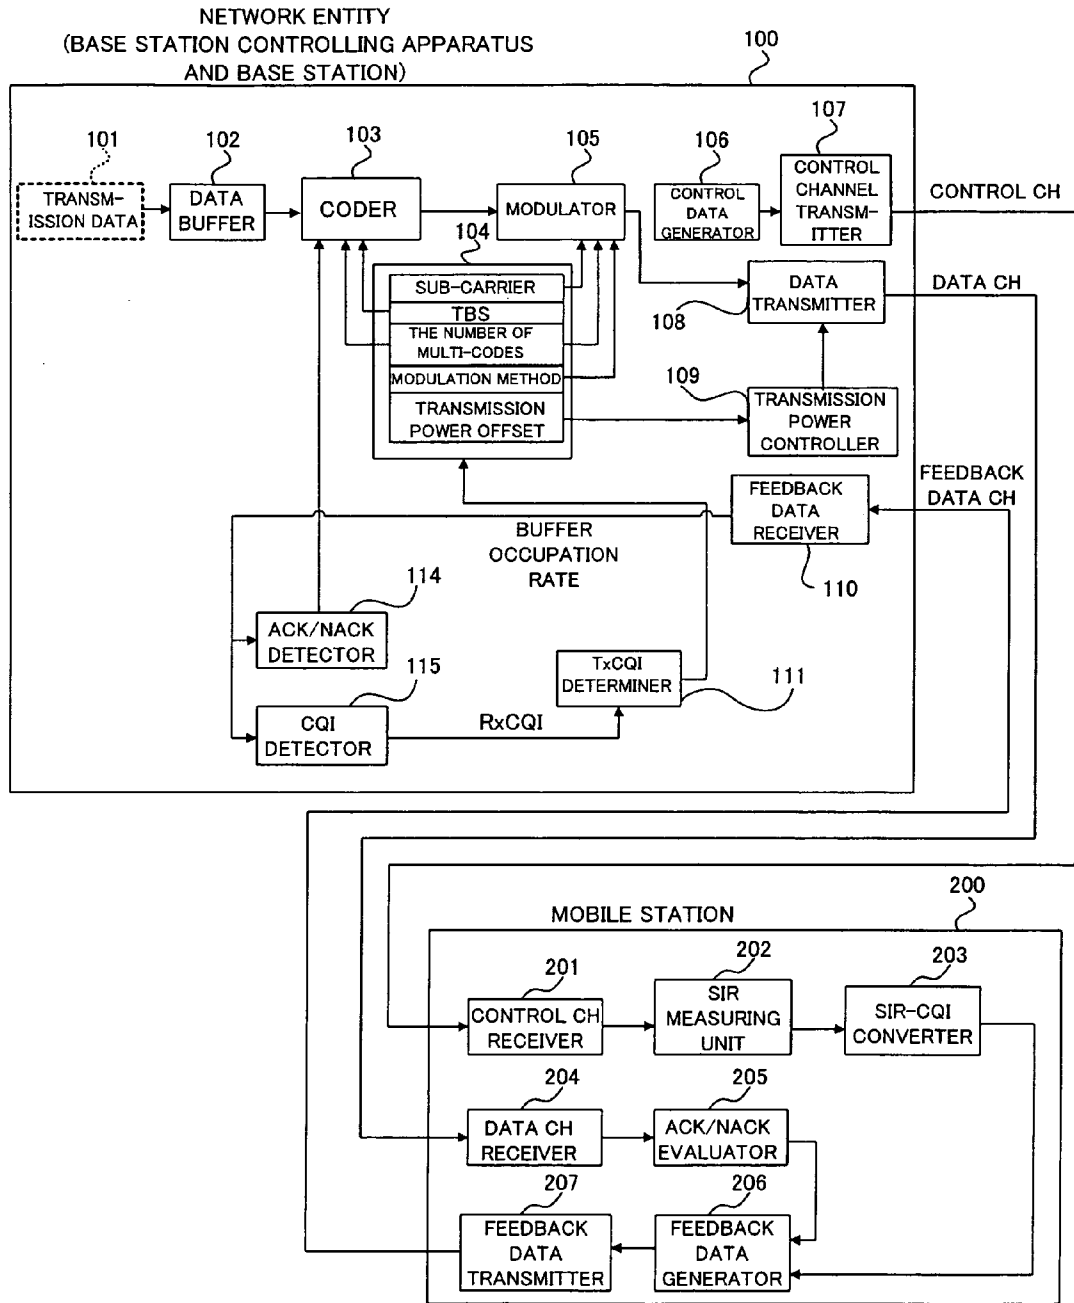 NETWORK ENTITY
(BASE STATION CONTROLLING APPARATUS
AND BASE STATION)
100
101
102
103
105
106
107
TRANSM-
ISSION DATA
DATA
BUFFER
CODER
MODULATOR
CONTROL
DATA
GENERATOR
CONTROL
CHANNEL
TRANSM-
ITTER
CONTROL CH
104
SUB-CARRIER
TBS
THE NUMBER OF
MULTI-CODES
MODULATION METHOD
TRANSMISSION
POWER OFFSET
DATA
TRANSMITTER
DATA CH
108
109
TRANSMISSION
POWER
CONTROLLER
FEEDBACK
DATA CH
FEEDBACK
DATA
RECEIVER
110
BUFFER
OCCUPATION
RATE
114
ACK/NACK
DETECTOR
115
CQI
DETECTOR
RxCQI
TxCQI
DETERMINER
111
200
MOBILE STATION
201
202
203
CONTROL CH
RECEIVER
SIR
MEASURING
UNIT
SIR-CQI
CONVERTER
204
205
DATA CH
RECEIVER
ACK/NACK
EVALUATOR
207
206
FEEDBACK
DATA
TRANSMITTER
FEEDBACK
DATA
GENERATOR